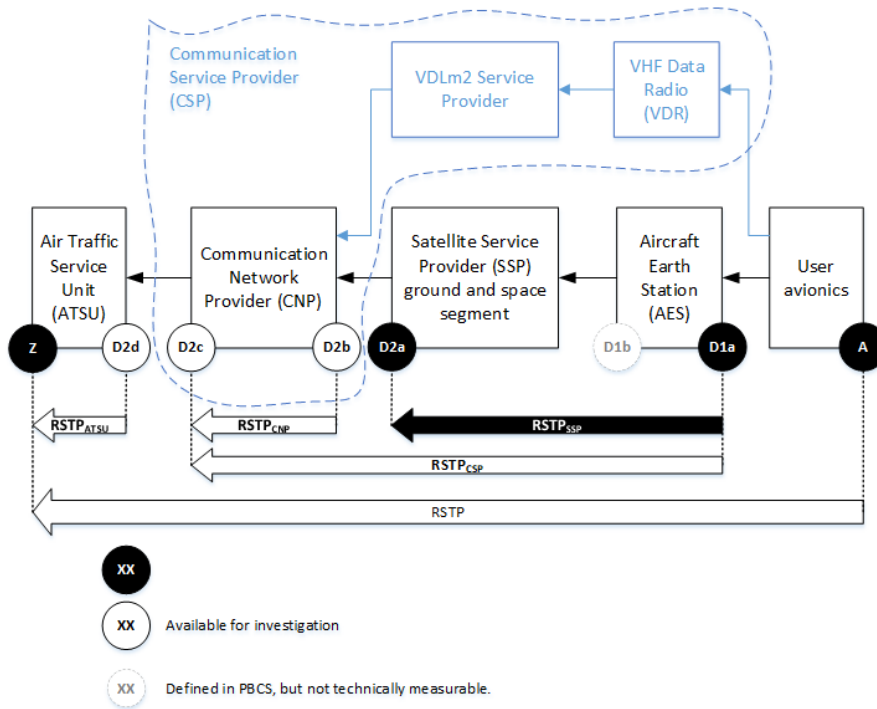 Communication
Service Provider
(CSP)
VDLm2 Service
Provider
VHF Data
Radio
(VDR)
Air Traffic
Service
Unit
(ATSU)
Communication
Network
Provider (CNP)
Satellite Service
Provider (SSP)
ground and space
segment
Aircraft
Earth
Station
(AES)
User
avionics
Z
D2d
D2c
D2b
D2a
D1b
D1a
A
RSTPATSU
RSTPCNP
RSTPSSP
RSTPCSP
RSTP
XX
XX
Available for investigation
XX
Defined in PBCS, but not technically measurable.